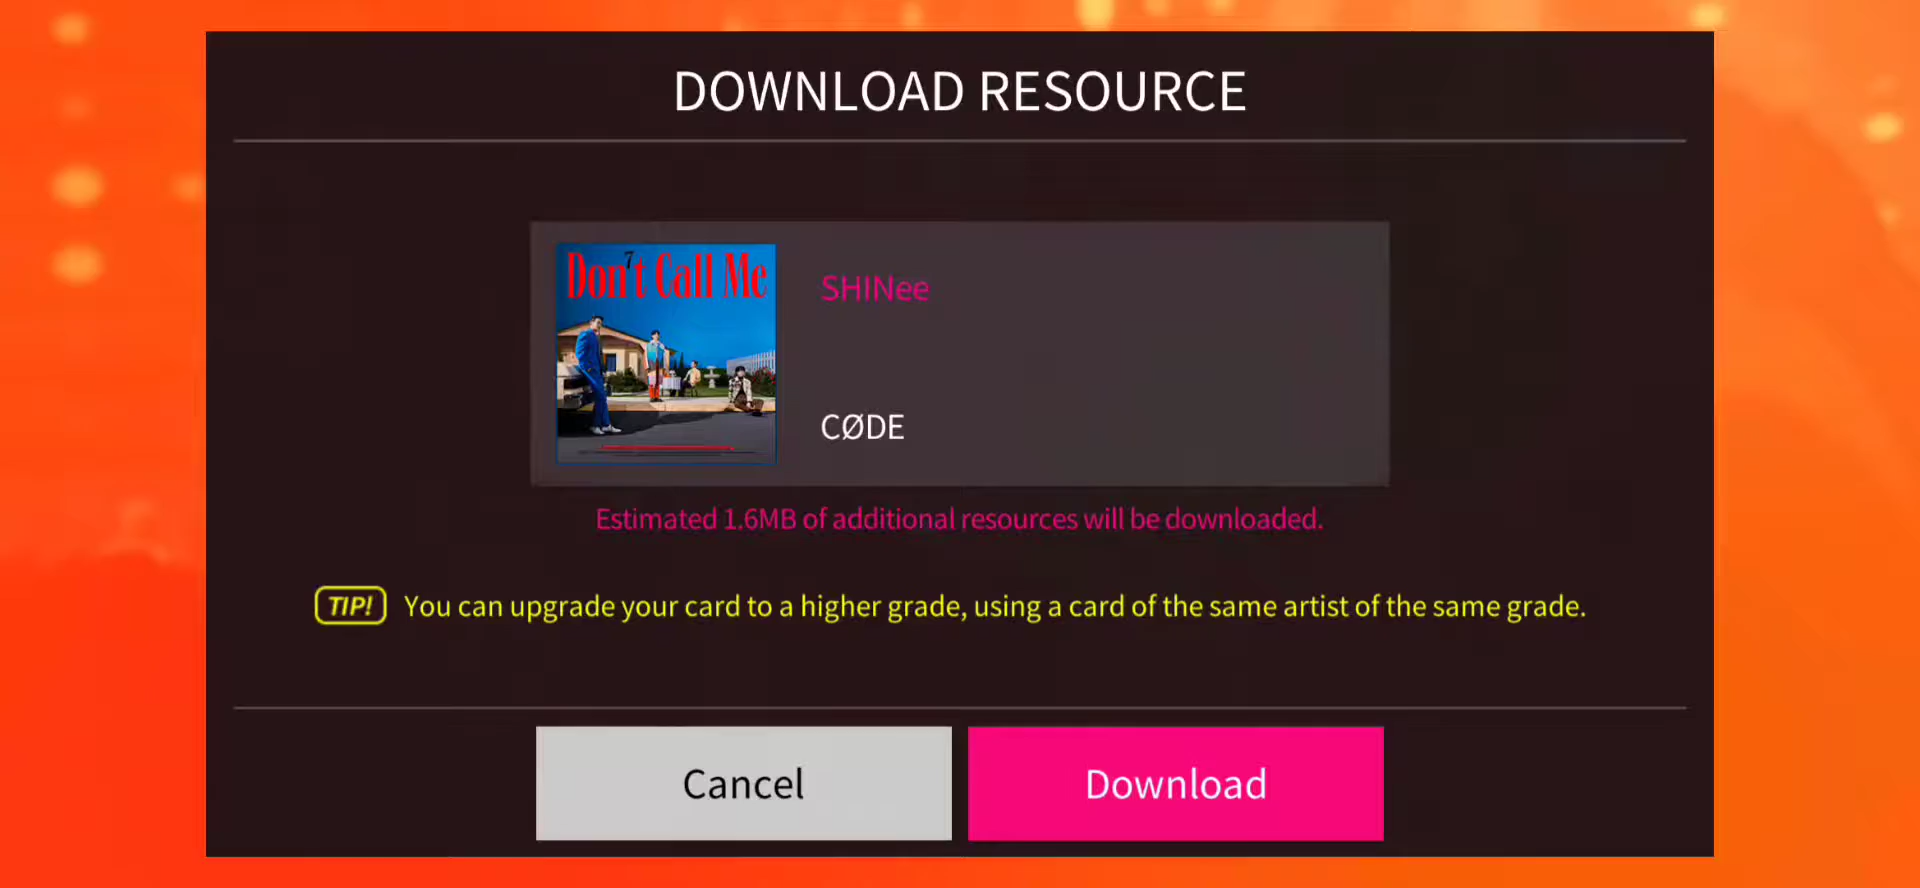 DOWNLOAD RESOURCE
Don't Call Me
7
SHINee
CØDE
Estimated 1.6MB of additional resources will be downloaded.
TIP! You can upgrade your card to a higher grade, using a card of the same artist of the same grade.
Cancel
Download